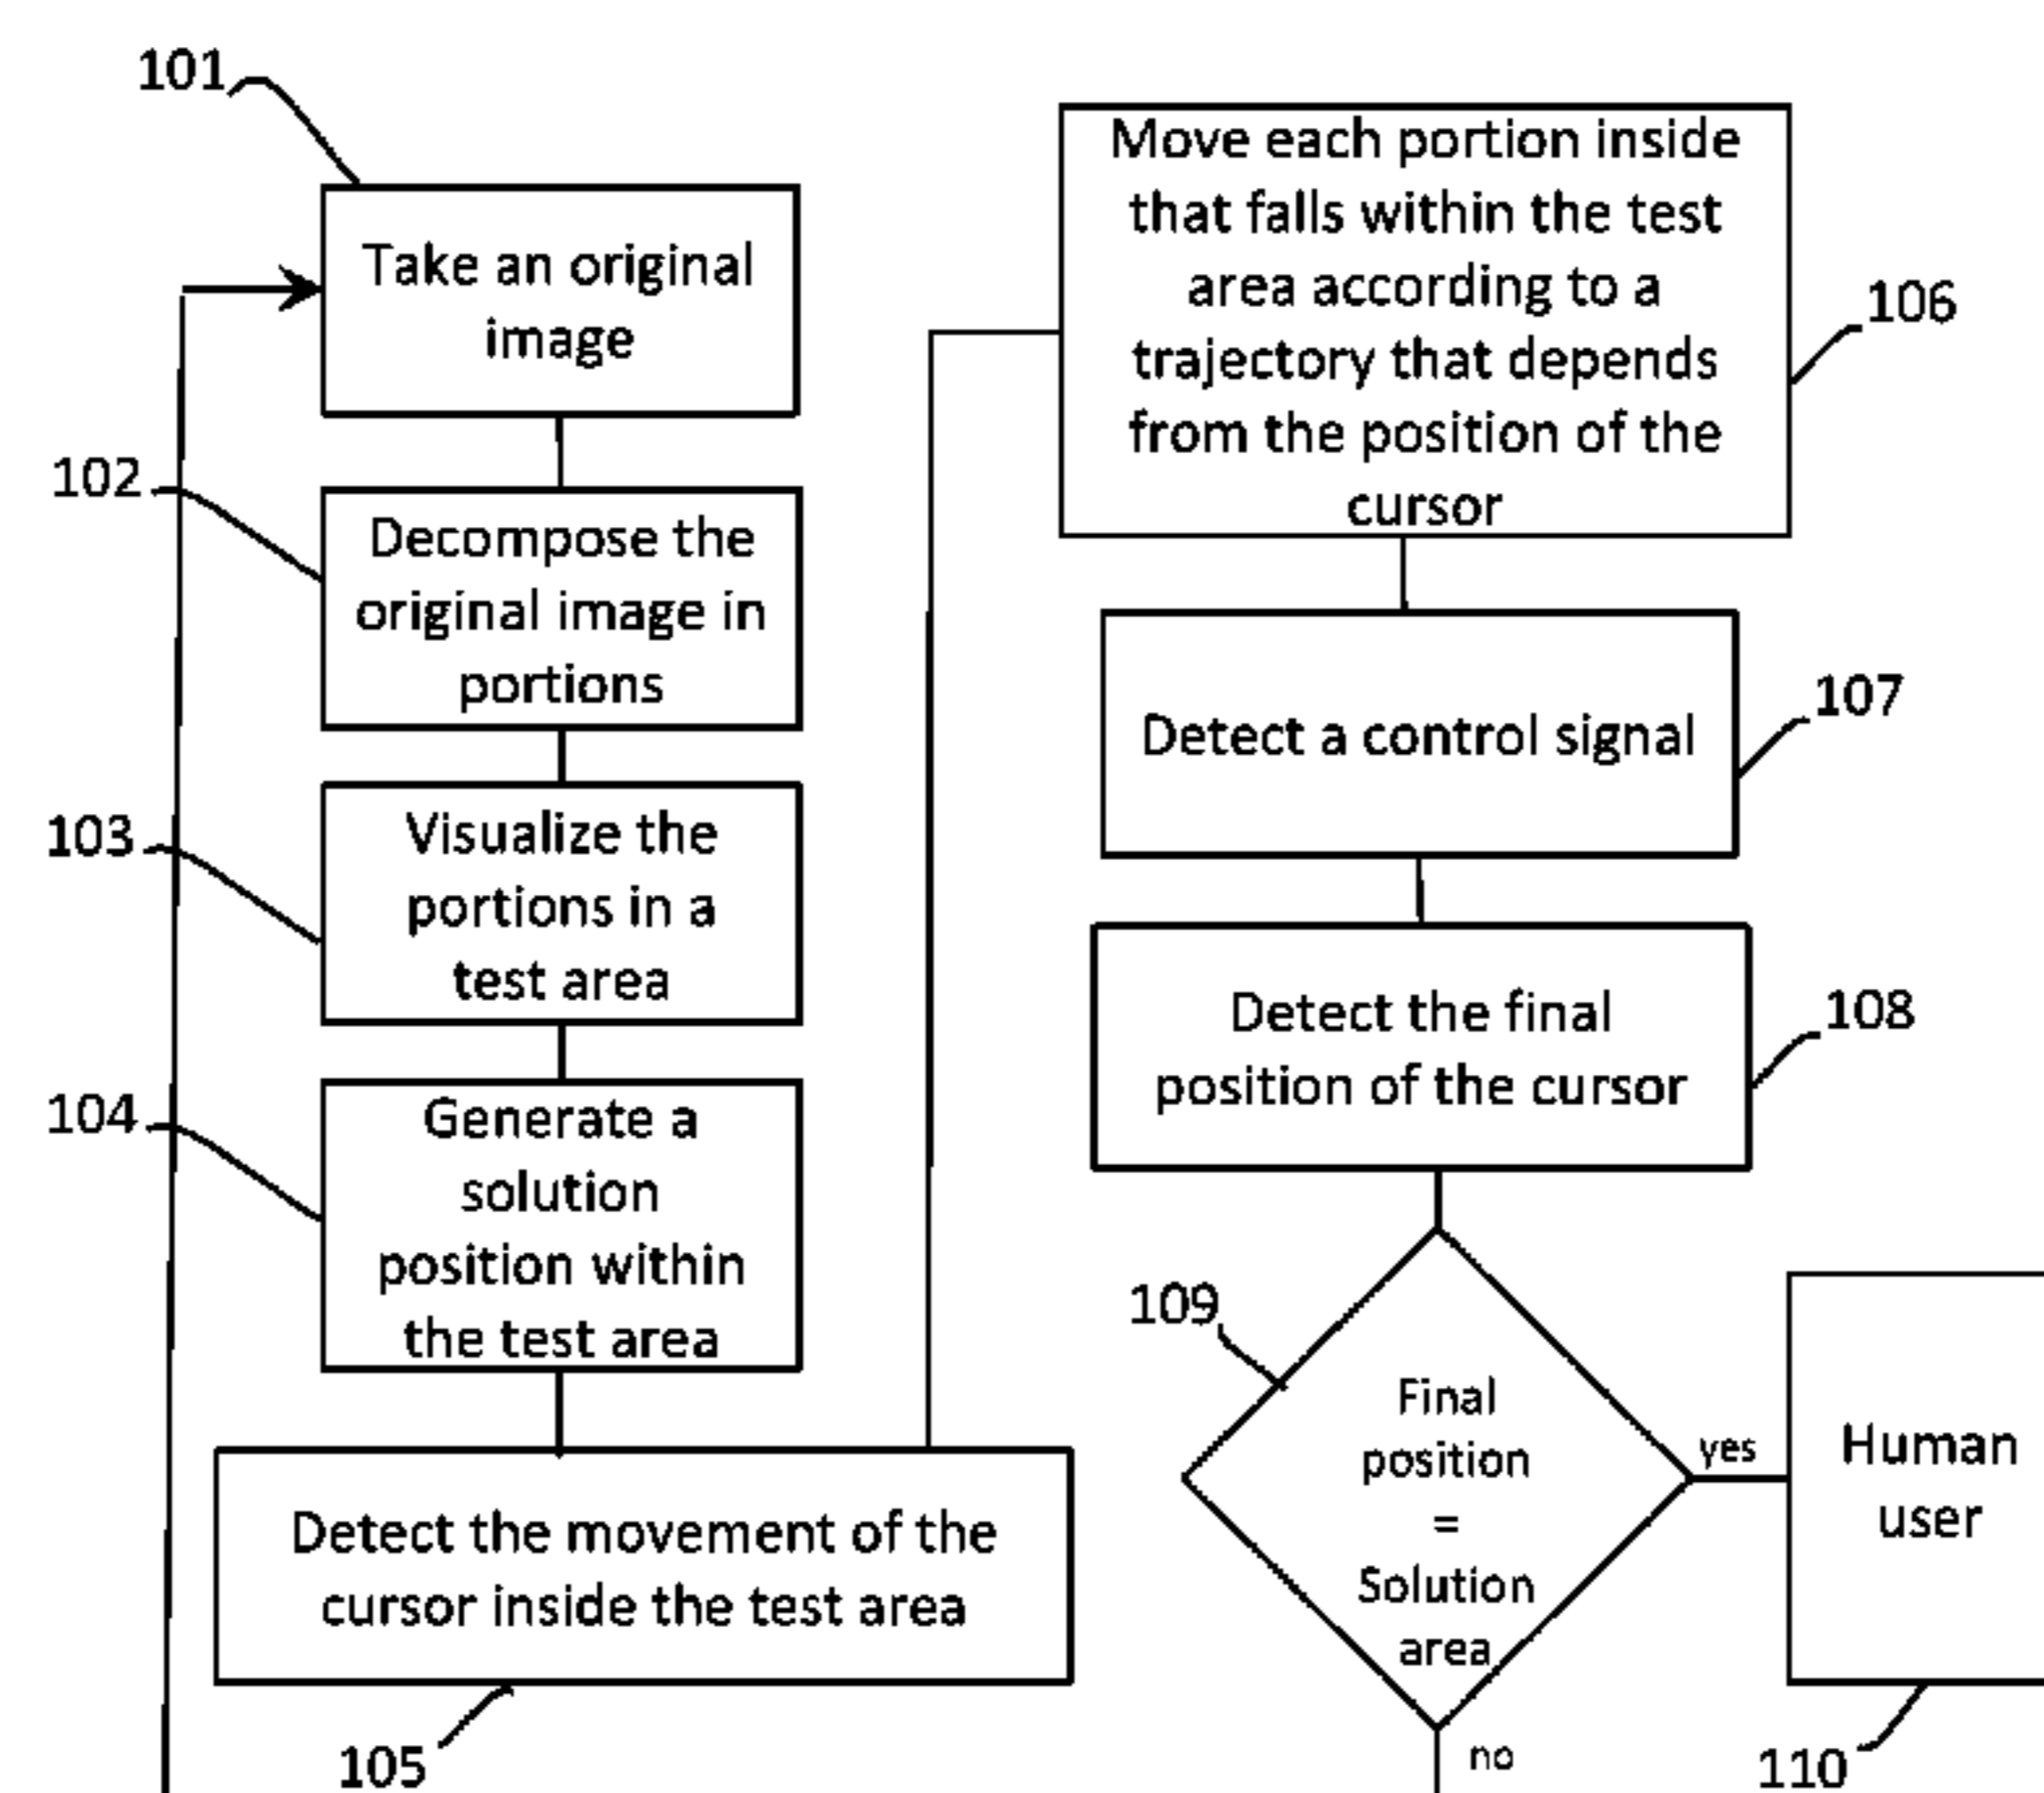 101
Take an original
image
102
Decompose the
original image in
portions
103
Visualize the
portions in a
test area
104
Generate a
solution
position within
the test area
Detect the movement of the
cursor inside the test area
105
Move each portion inside
that falls within the test
area according to a
trajectory that depends
from the position of the
cursor
106
Detect a control signal
107
Detect the final
position of the cursor
108
109
Final
position
=
Solution
area
yes
Human
user
110
no